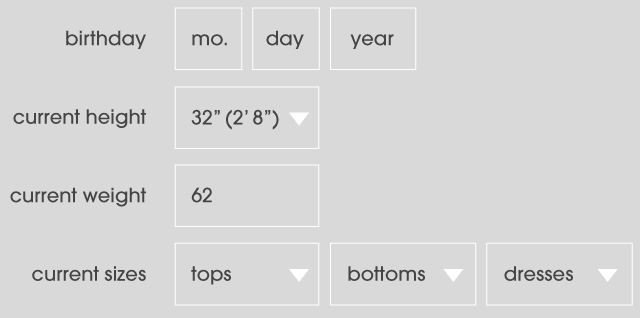 birthday mo. day year
current height 32” (2’ 8”)
current weight 62
current sizes tops bottoms dresses